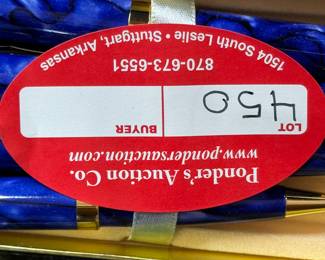 Ponder's Auction Co.
www.pondersauction.com
LOT
BUYER
450
870-673-6551
1504 South Leslie • Stuttgart, Arkansas